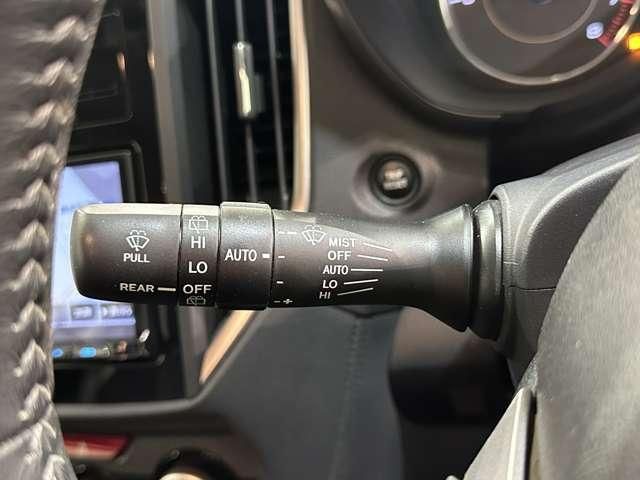 PULL
REAR
HI
LO
OFF
AUTO
- +
MIST
OFF
AUTO
LO
HI